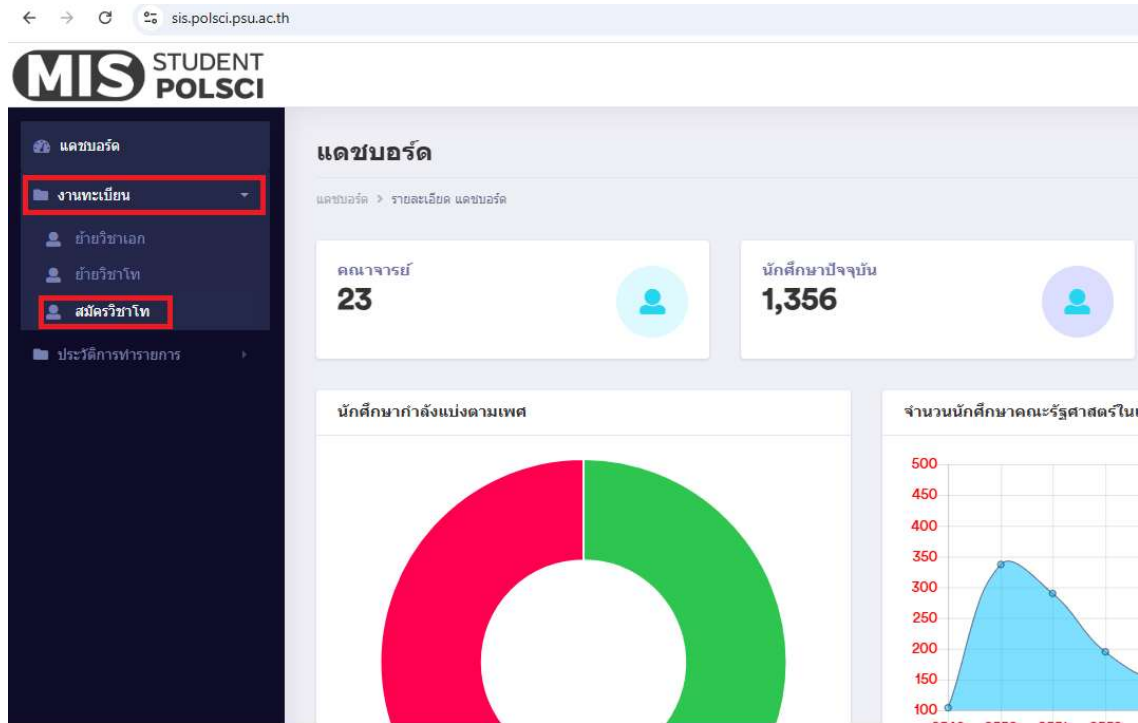 sis.polsci.psu.ac.th
MIS STUDENT POLSCI
แดชบอร์ด
งานทะเบียน
ย้ายวิชาเอก
ย้ายวิชาโท
สมัครวิชาโท
ประวัติการทำรายการ
แดชบอร์ด
แดชบอร์ด > รายละเอียด แดชบอร์ด
คณาจารย์
23
นักศึกษาปัจจุบัน
1,356
นักศึกษากำลังแบ่งตามเพศ
จำนวนนักศึกษาคณะรัฐศาสตร์ใน
500
450
400
350
300
250
200
150
100